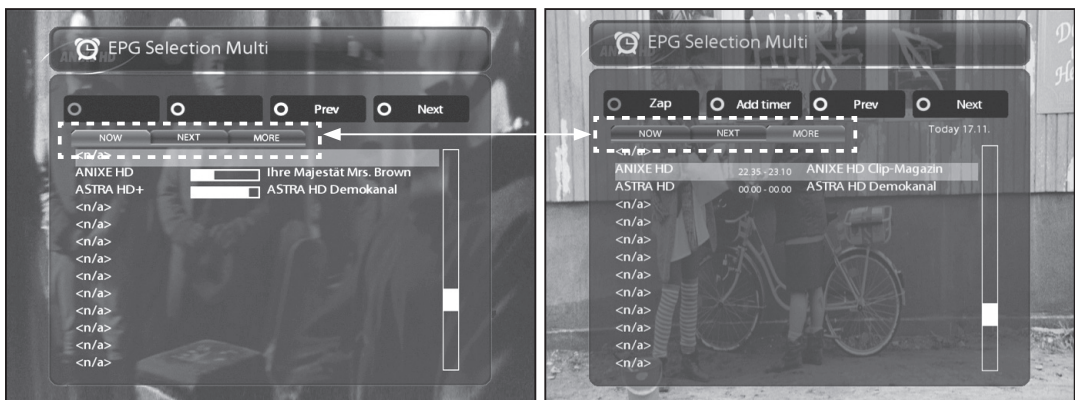 EPG Selection Multi
Prev Next
NOW NEXT MORE
<n/a>
ANIXE HD Ihre Majestät Mrs. Brown
ASTRA HD+ ASTRA HD Demokanal
<n/a>
<n/a>
<n/a>
<n/a>
<n/a>
<n/a>
<n/a>
<n/a>
<n/a>
<n/a>
EPG Selection Multi
Zap Add timer Prev Next
NOW NEXT MORE Today 17.11.
<n/a>
ANIXE HD 22.35 - 23.10 ANIXE HD Clip-Magazin
ASTRA HD 00.00 - 00.00 ASTRA HD Demokanal
<n/a>
<n/a>
<n/a>
<n/a>
<n/a>
<n/a>
<n/a>
<n/a>
<n/a>
<n/a>